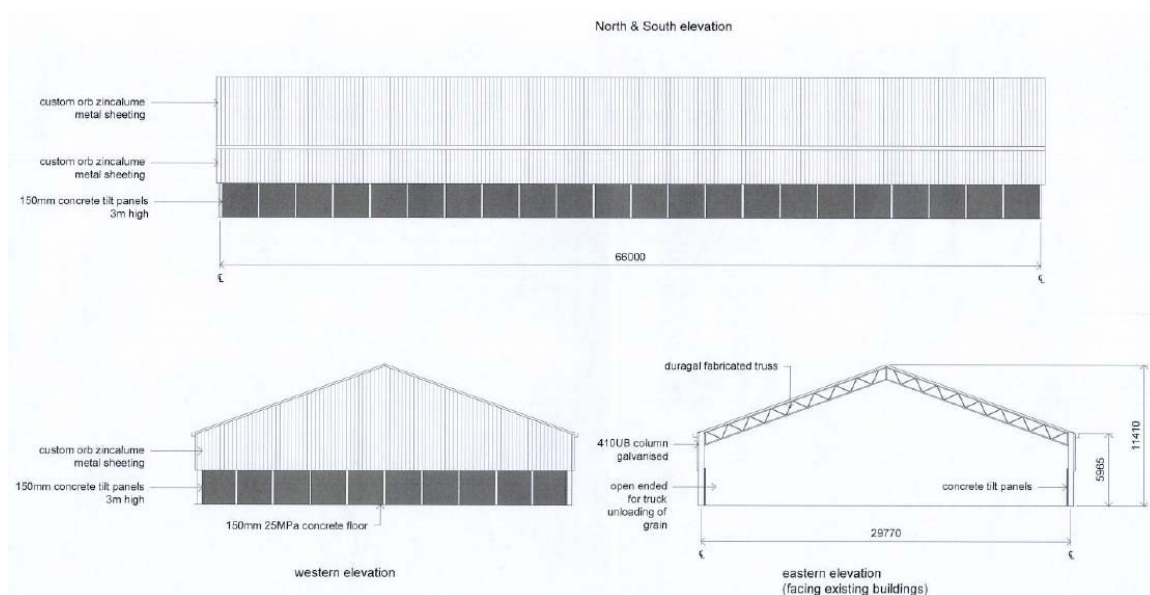 North & South elevation
custom orb zincalume
metal sheeting
custom orb zincalume
metal sheeting
150mm concrete tilt panels
3m high
66000
℄
℄
duragal fabricated truss
custom orb zincalume
metal sheeting
150mm concrete tilt panels
3m high
150mm 25MPa concrete floor
western elevation
410UB column
galvanised
open ended
for truck
unloading of
grain
concrete tilt panels
5965
11410
29770
℄
℄
eastern elevation
(facing existing buildings)